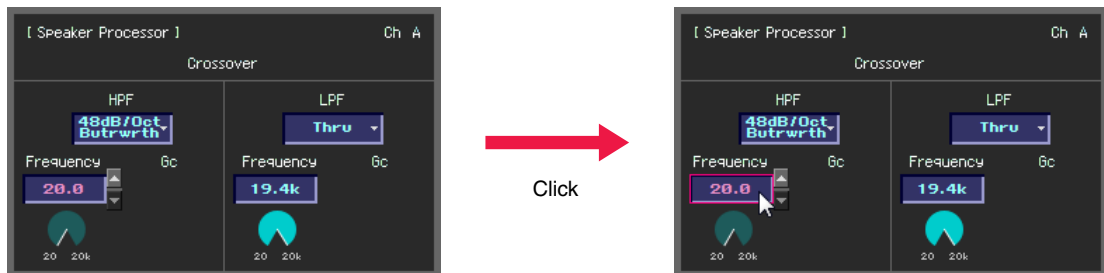 [ Speaker Processor ] Ch A
Crossover
HPF LPF
48dB/Oct
Butrwrth
Thru
Frequency Gc Frequency Gc
20.0 19.4k
20 20k 20 20k
Click
[ Speaker Processor ] Ch A
Crossover
HPF LPF
48dB/Oct
Butrwrth
Thru
Frequency Gc Frequency Gc
20.0 19.4k
20 20k 20 20k